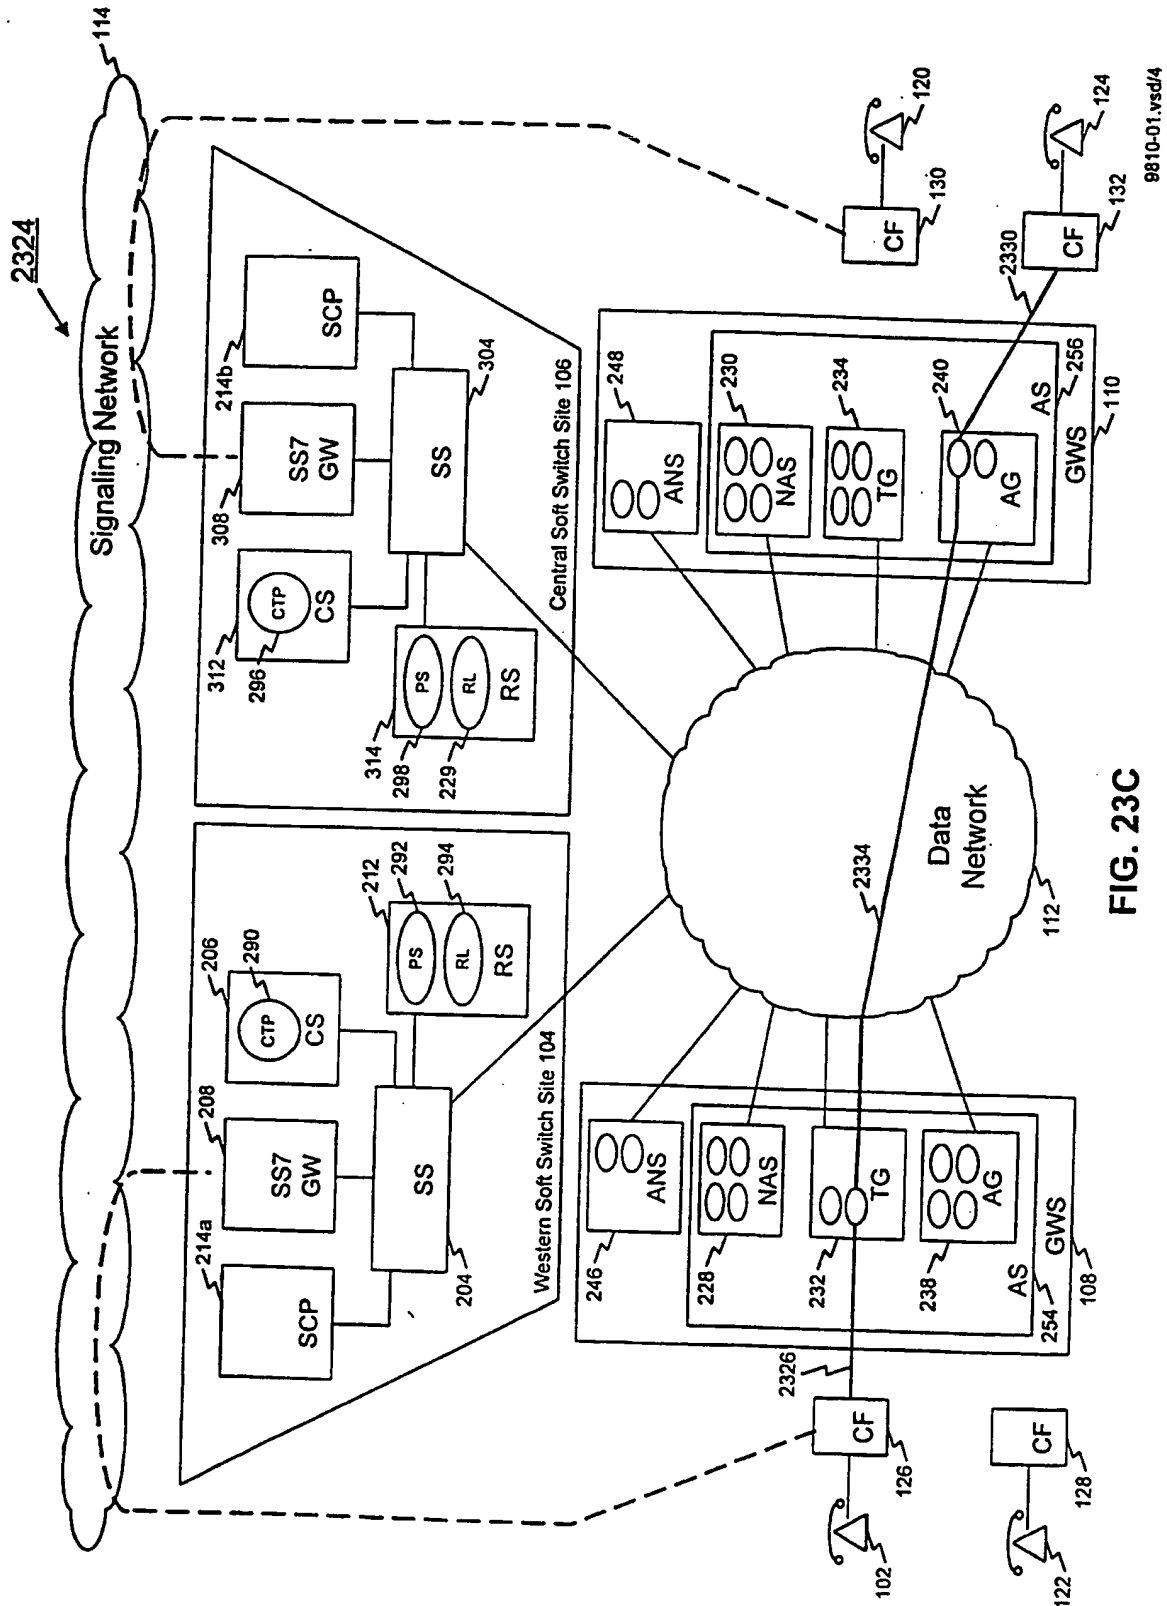 2324
114
Signaling Network
214a
SCP
208
SS7
GW
206
290
CTP
CS
212
292
PS
294
RL
RS
SS
204
Western Soft Switch Site 104
312
296
CTP
CS
308
SS7
GW
214b
SCP
314
298
PS
229
RL
RS
SS
304
Central Soft Switch Site 106
246
ANS
228
NAS
232
TG
238
AG
AS
254
GWS
108
2326
CF
126
102
CF
128
122
2334
Data
Network
112
248
ANS
230
NAS
234
TG
240
AG
AS
256
GWS
110
2330
CF
130
120
CF
132
124
FIG. 23C
9810-01.vsd/4